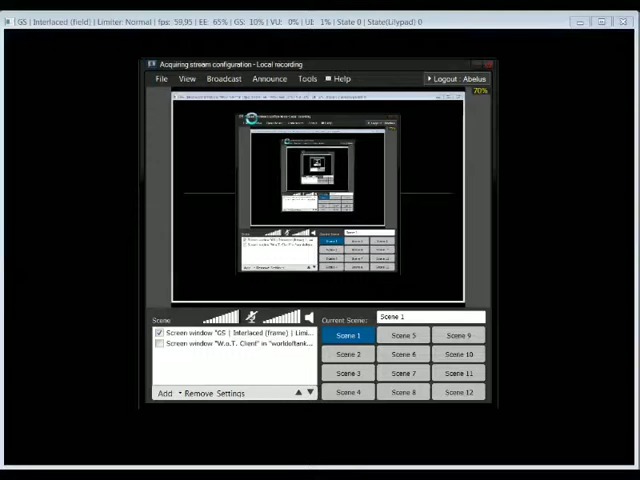 GS | Interlaced (field) | Limiter: Normal | fps: 59,95 | EE: 65% | GS: 10% | VU: 0% | UI: 1% | State 0 | State(Lilypad) 0
Acquiring stream configuration - Local recording
File View Broadcast Announce Tools Help Logout : Abelus
70%
Scene Current Scene: Scene 1
Screen window "GS | Interlaced (frame) | Limi...
Screen window "W.o.T. Client" in "worldoftank...
Scene 1 Scene 5 Scene 9
Scene 2 Scene 6 Scene 10
Scene 3 Scene 7 Scene 11
Scene 4 Scene 8 Scene 12
Add Remove Settings